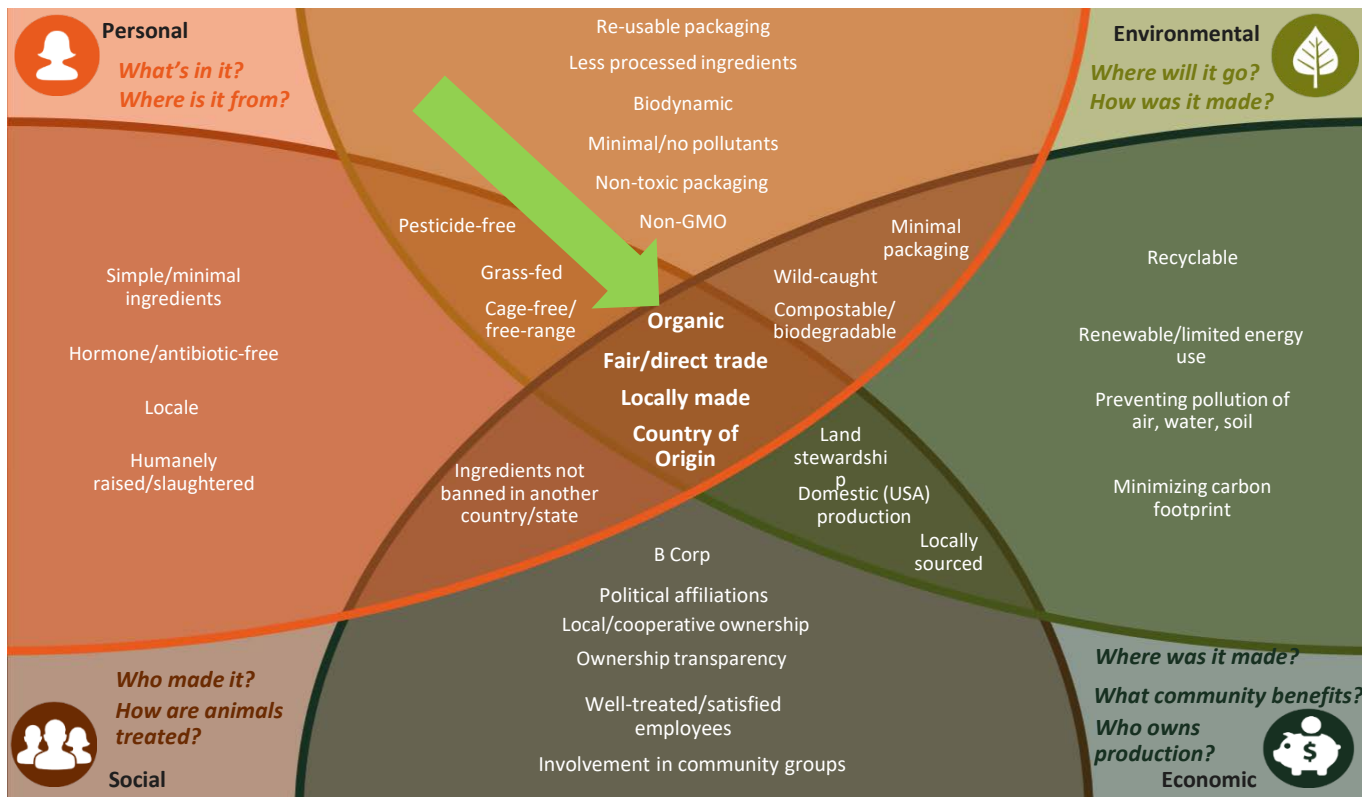 Personal
What's in it?
Where is it from?
Environmental
Where will it go?
How was it made?
Re-usable packaging
Less processed ingredients
Biodynamic
Minimal/no pollutants
Non-toxic packaging
Non-GMO
Pesticide-free
Grass-fed
Cage-free/
free-range
Minimal
packaging
Wild-caught
Compostable/
biodegradable
Simple/minimal
ingredients
Hormone/antibiotic-free
Locale
Humanely
raised/slaughtered
Organic
Fair/direct trade
Locally made
Country of
Origin
Recyclable
Renewable/limited energy
use
Preventing pollution of
air, water, soil
Minimizing carbon
footprint
Ingredients not
banned in another
country/state
Land
stewardshi
p
Domestic (USA)
production
Locally
sourced
B Corp
Political affiliations
Local/cooperative ownership
Ownership transparency
Well-treated/satisfied
employees
Involvement in community groups
Who made it?
How are animals
treated?
Social
Where was it made?
What community benefits?
Who owns
production?
$
Economic